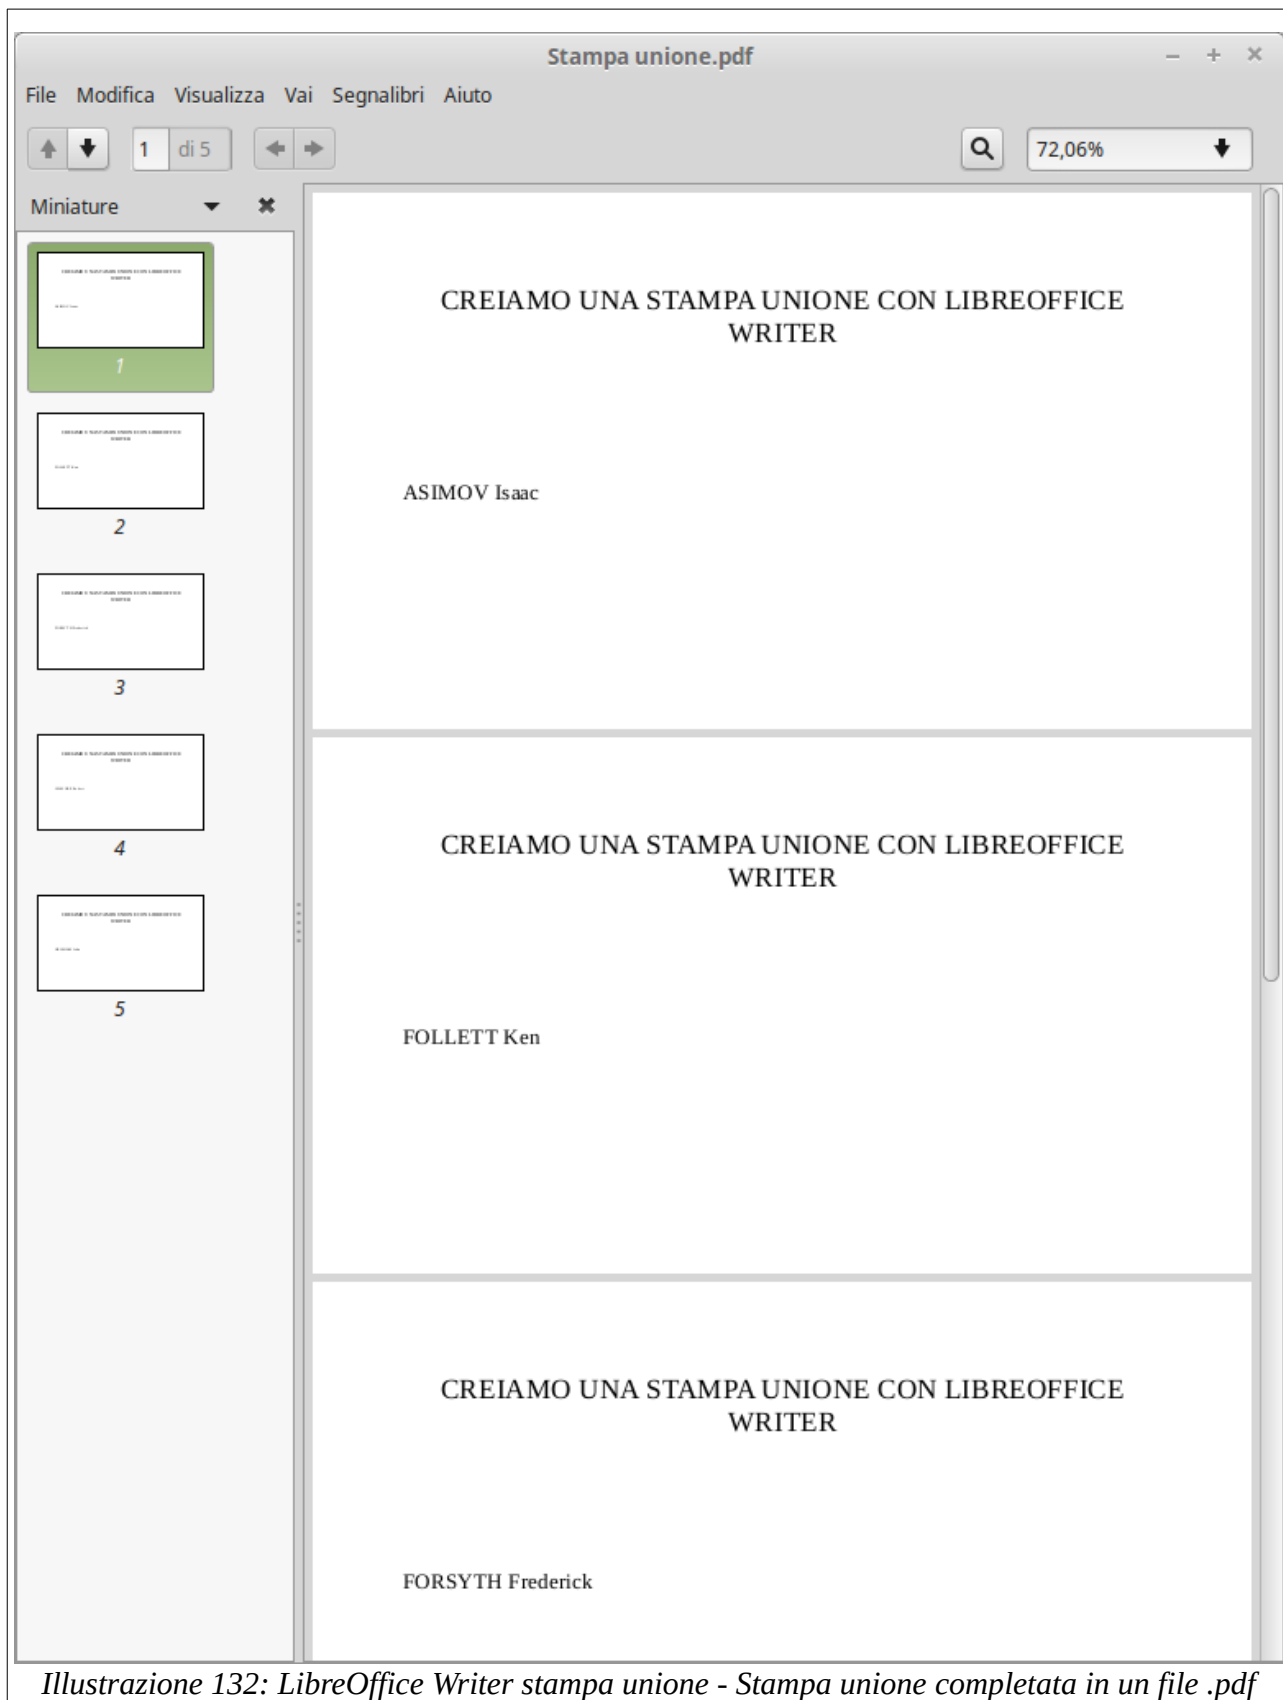 Stampa unione.pdf
File Modifica Visualizza Vai Segnalibri Aiuto
1 di 5 72,06%
Miniature
1
2
3
4
5
CREIAMO UNA STAMPA UNIONE CON LIBREOFFICE
WRITER
ASIMOV Isaac
CREIAMO UNA STAMPA UNIONE CON LIBREOFFICE
WRITER
FOLLETT Ken
CREIAMO UNA STAMPA UNIONE CON LIBREOFFICE
WRITER
FORSYTH Frederick
Illustrazione 132: LibreOffice Writer stampa unione - Stampa unione completata in un file .pdf